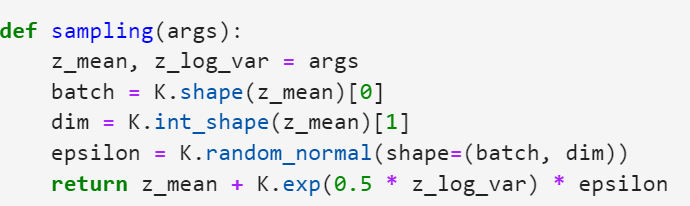 def sampling(args):
    z_mean, z_log_var = args
    batch = K.shape(z_mean)[0]
    dim = K.int_shape(z_mean)[1]
    epsilon = K.random_normal(shape=(batch, dim))
    return z_mean + K.exp(0.5 * z_log_var) * epsilon